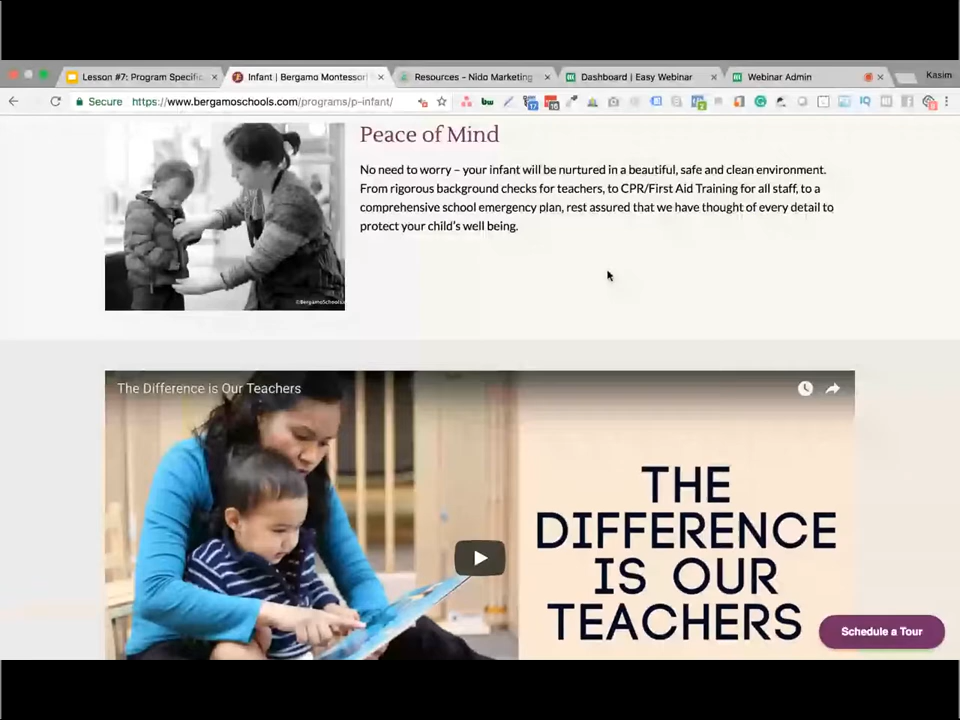 Lesson #7: Program Specific
Infant | Bergamo Montessori
Resources - Nido Marketing
Dashboard | Easy Webinar
Webinar Admin
Kasim
Secure https://www.bergamoschools.com/programs/p-infant/
Peace of Mind
No need to worry – your infant will be nurtured in a beautiful, safe and clean environment.
From rigorous background checks for teachers, to CPR/First Aid Training for all staff, to a
comprehensive school emergency plan, rest assured that we have thought of every detail to
protect your child's well being.
The Difference is Our Teachers
THE
DIFFERENCE
IS OUR
TEACHERS
Schedule a Tour